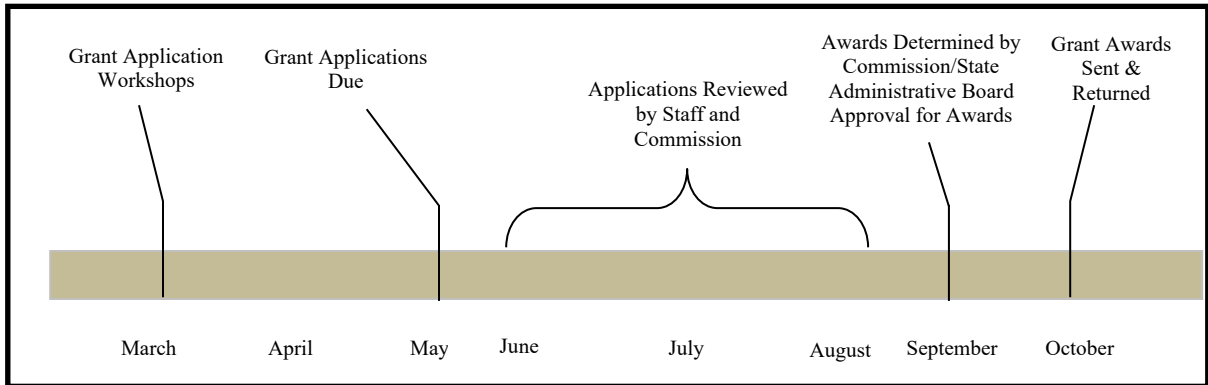 Grant Application
Workshops
Grant Applications
Due
Applications Reviewed
by Staff and
Commission
Awards Determined by
Commission/State
Administrative Board
Approval for Awards
Grant Awards
Sent &
Returned
March
April
May
June
July
August
September
October